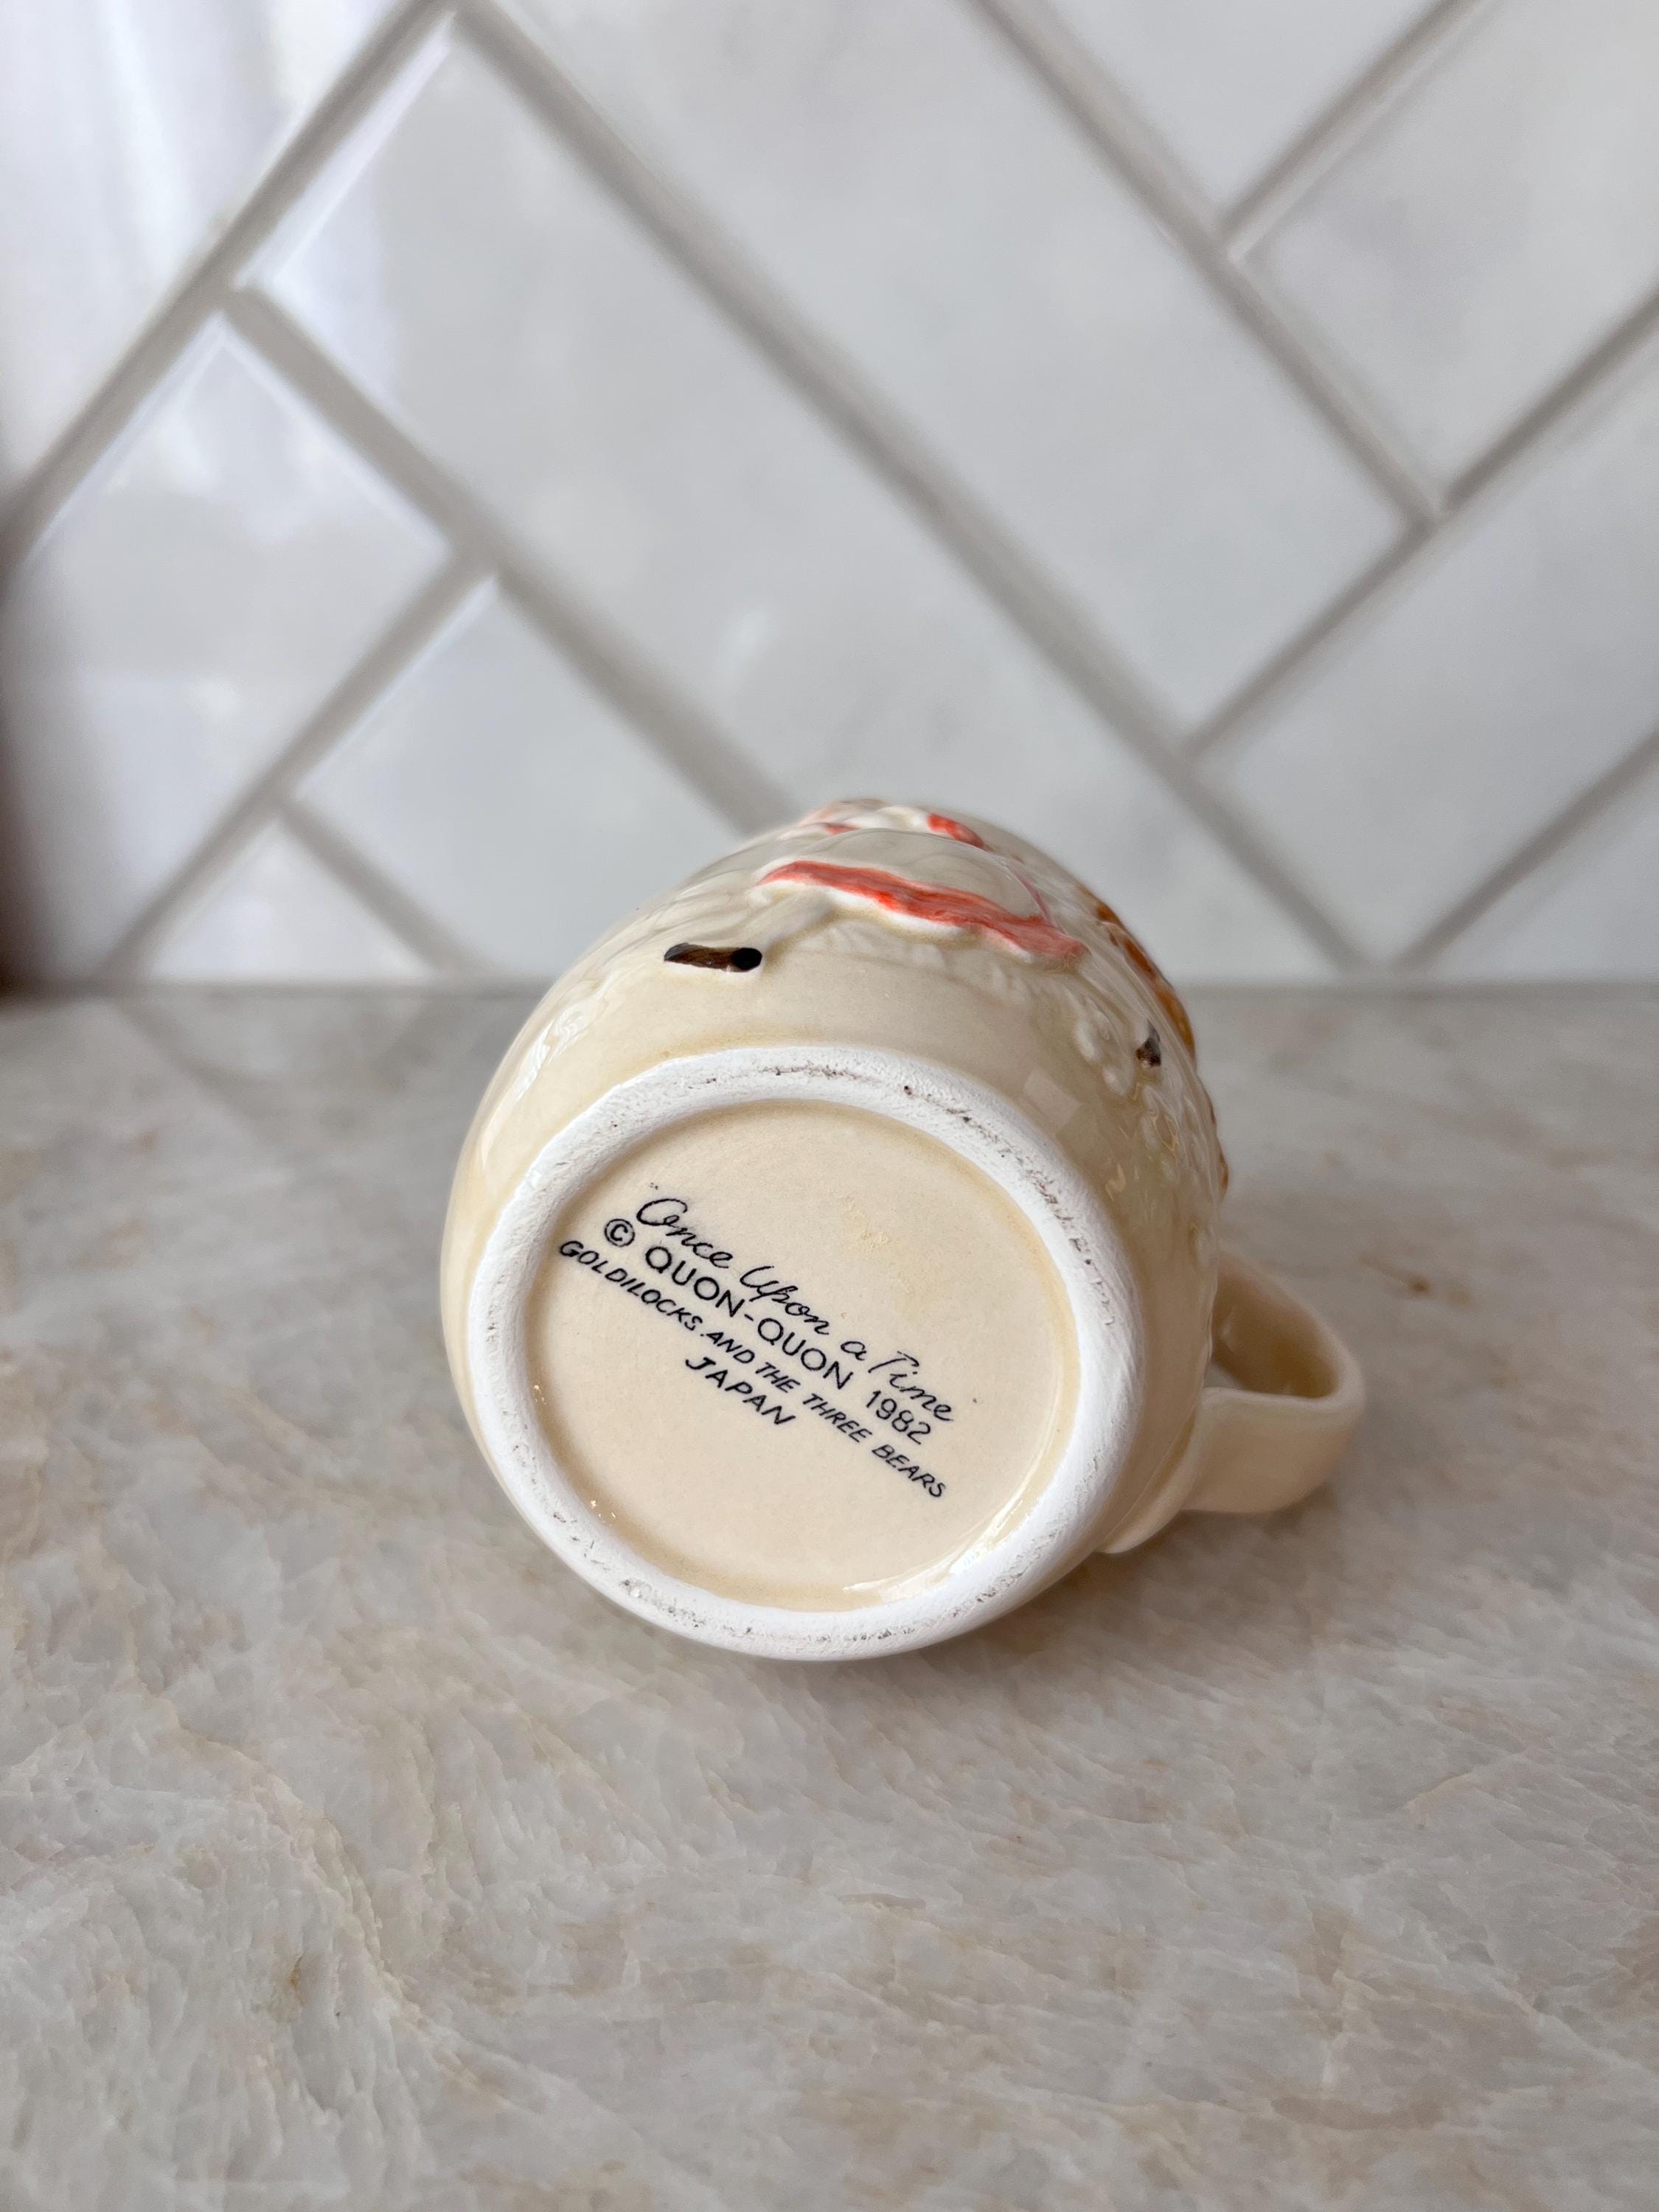 Once Upon a Time
© QUON-QUON 1982
GOLDILOCKS AND THE THREE BEARS
JAPAN